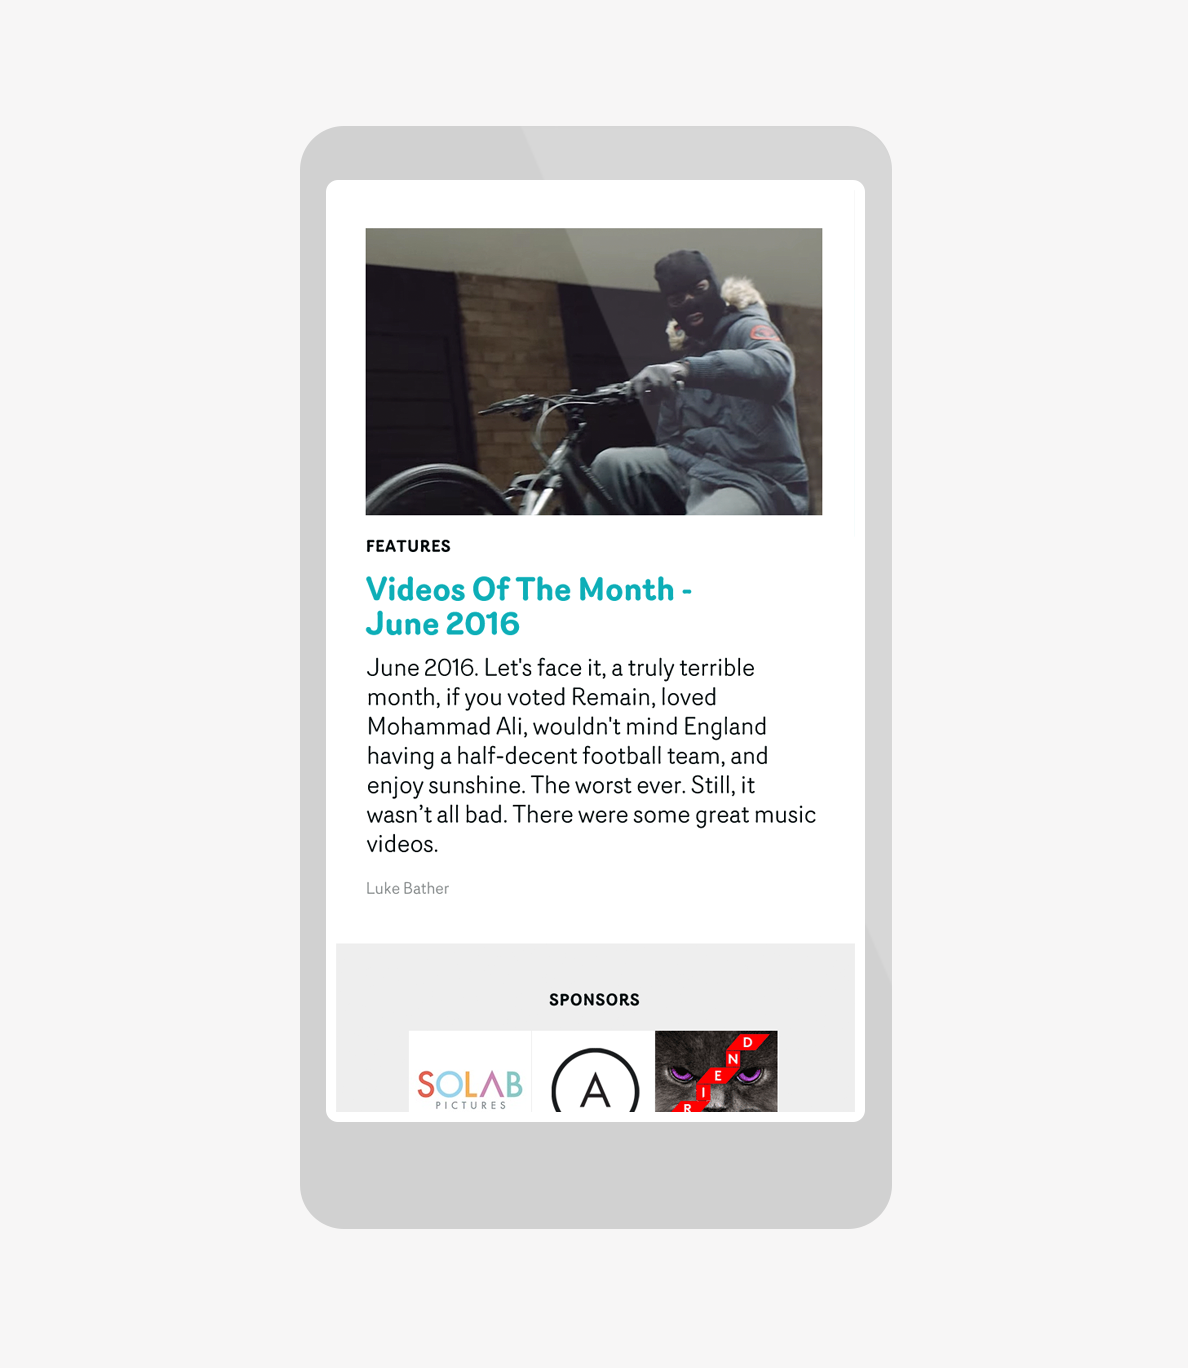 FEATURES
Videos Of The Month -
June 2016
June 2016. Let's face it, a truly terrible
month, if you voted Remain, loved
Mohammad Ali, wouldn't mind England
having a half-decent football team, and
enjoy sunshine. The worst ever. Still, it
wasn’t all bad. There were some great music
videos.
Luke Bather
SPONSORS
SOLAB
PICTURES
A
D
N
E
I
R